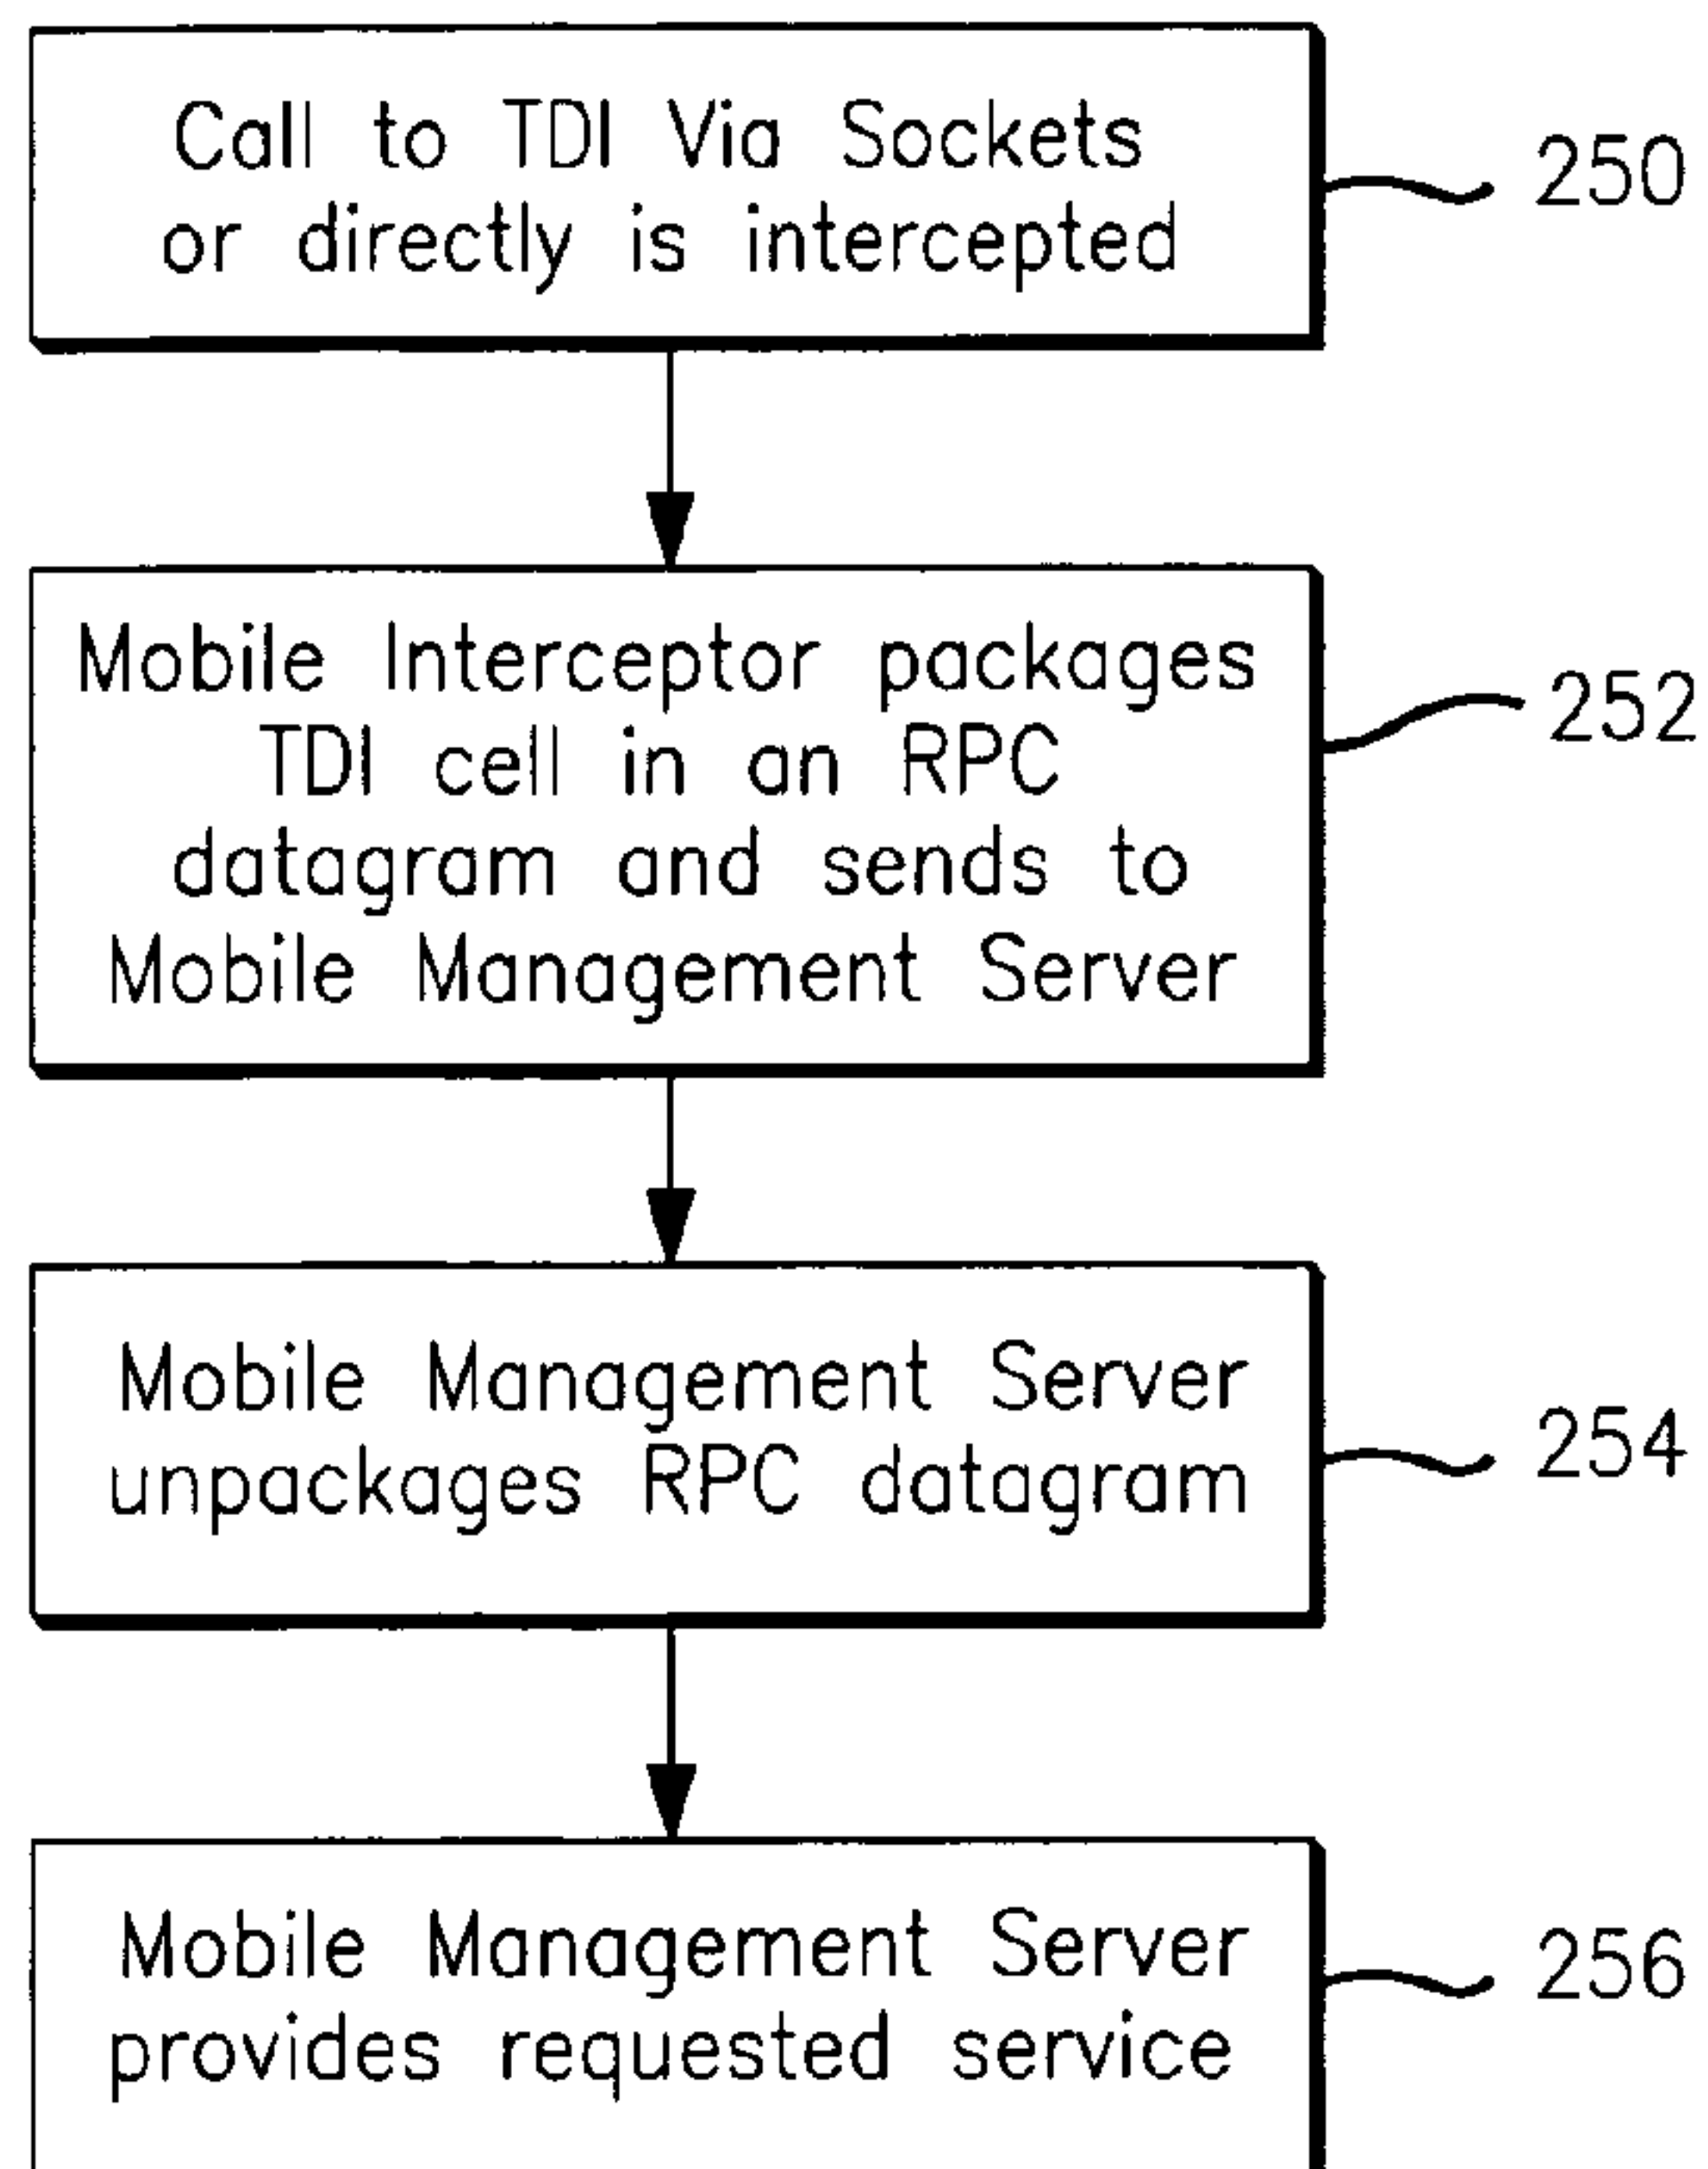 Call to TDI Via Sockets
or directly is intercepted
250
Mobile Interceptor packages
TDI cell in an RPC
datagram and sends to
Mobile Management Server
252
Mobile Management Server
unpackages RPC datagram
254
Mobile Management Server
provides requested service
256